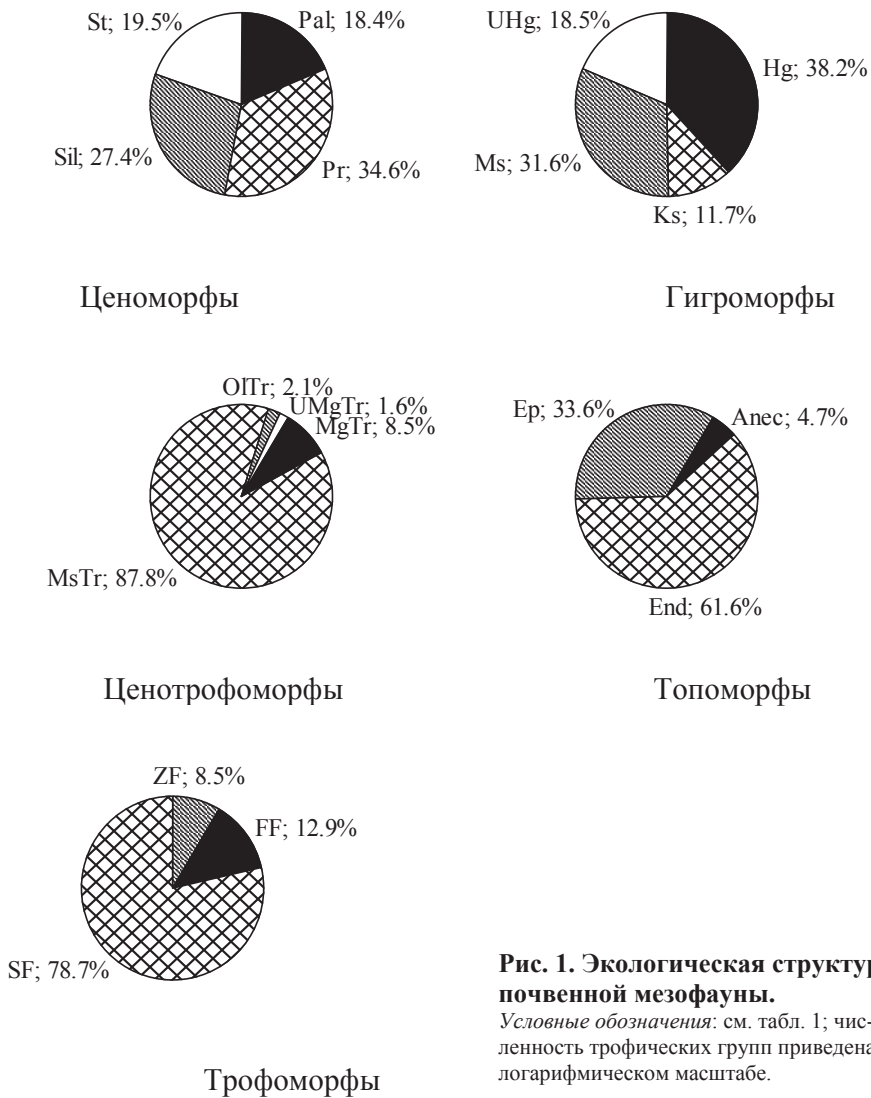 St; 19.5%
Pal; 18.4%
Sil; 27.4%
Pr; 34.6%
Ценоморфы
UHg; 18.5%
Hg; 38.2%
Ms; 31.6%
Ks; 11.7%
Гигроморфы
OlTr; 2.1%
UMgTr; 1.6%
MgTr; 8.5%
MsTr; 87.8%
Ценотрофоморфы
Ep; 33.6%
Anec; 4.7%
End; 61.6%
Топоморфы
ZF; 8.5%
FF; 12.9%
SF; 78.7%
Трофоморфы
Рис. 1. Экологическая структур
почвенной мезофауны.
Условные обозначения: см. табл. 1; чис-
ленность трофических групп приведена
логарифмическом масштабе.